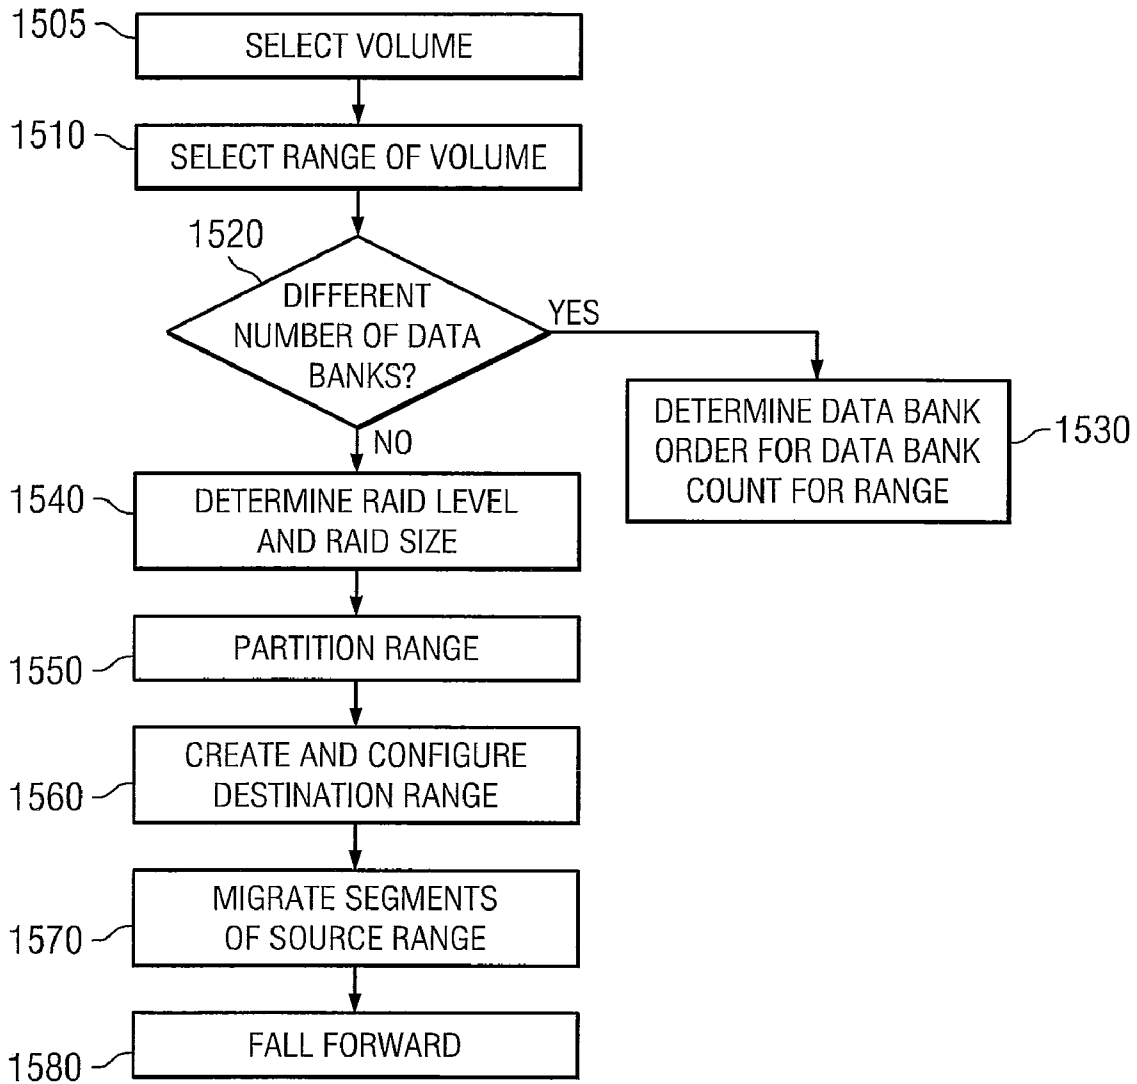 1505
SELECT VOLUME
1510
SELECT RANGE OF VOLUME
1520
DIFFERENT
NUMBER OF DATA
BANKS?
YES
NO
DETERMINE DATA BANK
ORDER FOR DATA BANK
COUNT FOR RANGE
1530
1540
DETERMINE RAID LEVEL
AND RAID SIZE
1550
PARTITION RANGE
1560
CREATE AND CONFIGURE
DESTINATION RANGE
1570
MIGRATE SEGMENTS
OF SOURCE RANGE
1580
FALL FORWARD